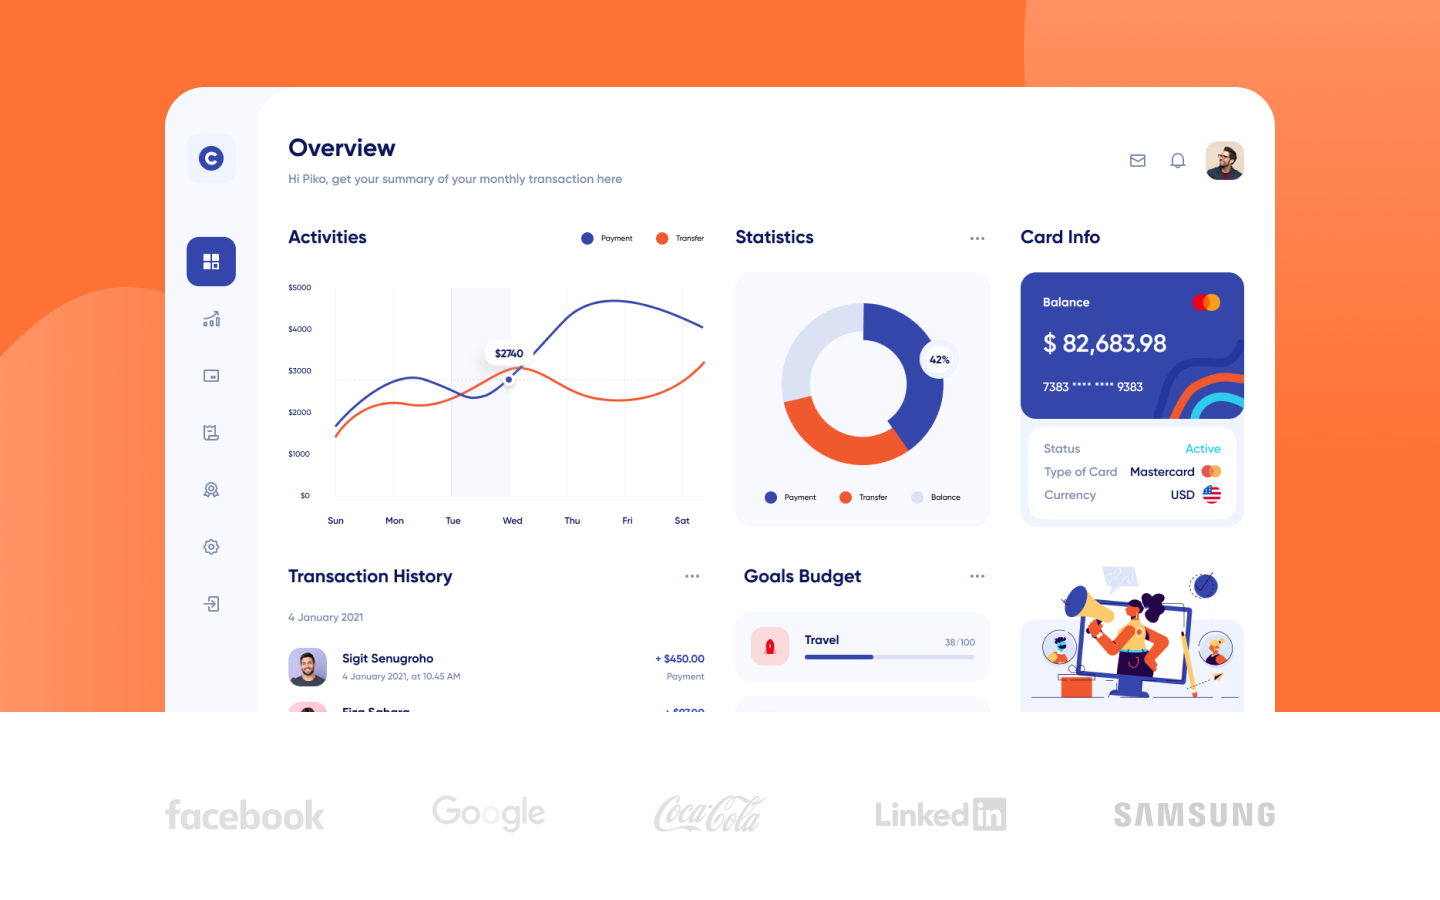 C
Overview
Hi Piko, get your summary of your monthly transaction here
Activities
Payment
Transfer
$5000
$4000
$3000
$2000
$1000
$0
$2740
Sun Mon Tue Wed Thu Fri Sat
Statistics
42%
Payment Transfer Balance
Card Info
Balance
$ 82,683.98
7383 **** **** 9383
Status Active
Type of Card Mastercard
Currency USD
Transaction History
4 January 2021
Sigit Senugroho + $450.00
4 January 2021, at 10.45 AM Payment
Goals Budget
Travel 38/100
facebook Google Coca-Cola Linkedin SAMSUNG